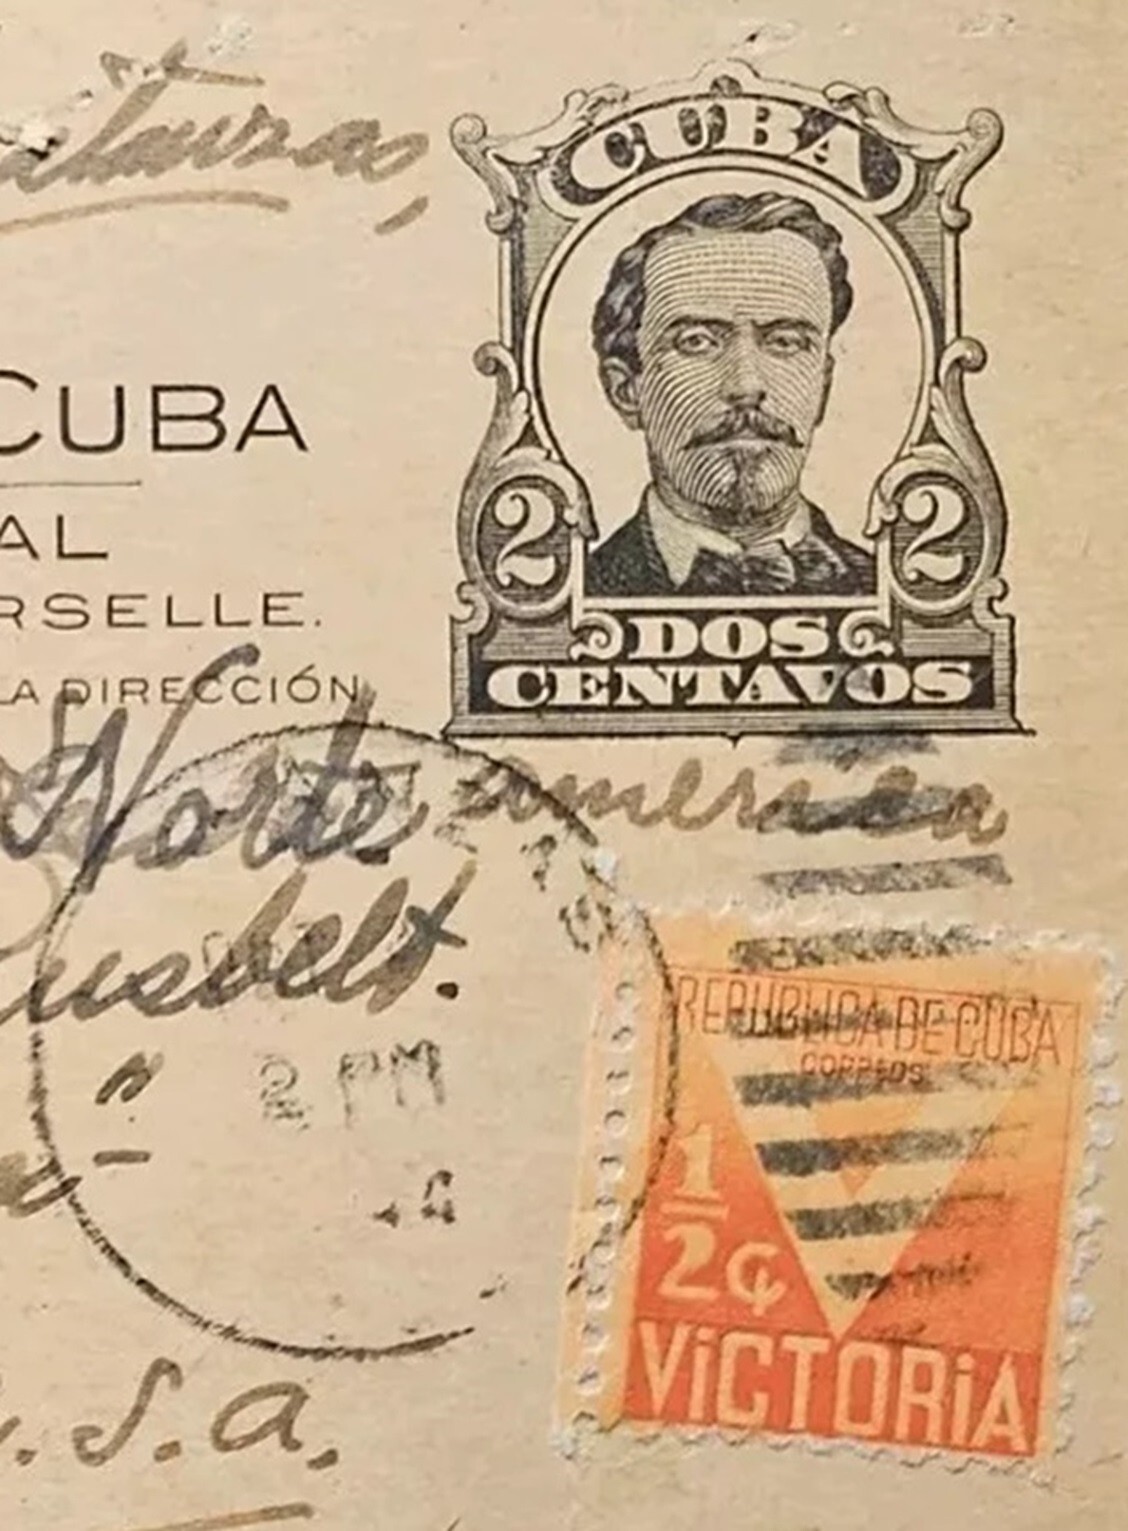 CUBA
CUBA
AL
RSELLE.
LA DIRECCIÓN
2 2
DOS
CENTAVOS
Norte america
usbelt.
2 PM
REPUBLICA DE CUBA
CORREOS
1/2¢
VICTORIA
. S. a.